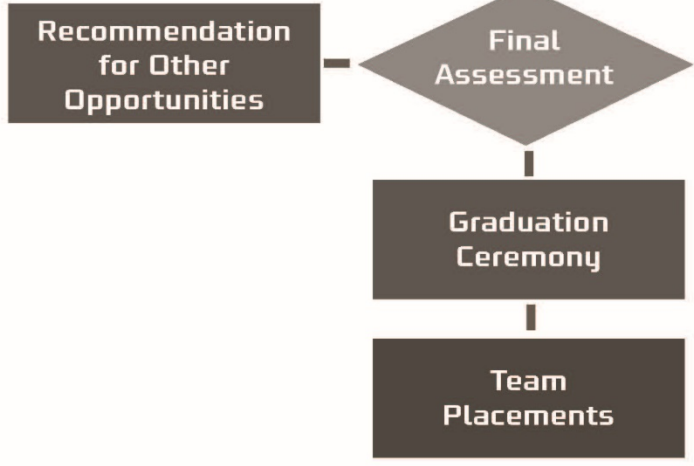 Recommendation
for Other
Opportunities
Final
Assessment
Graduation
Ceremony
Team
Placements